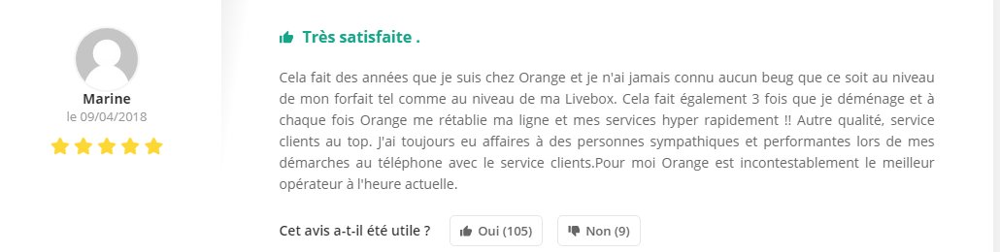 Marine
le 09/04/2018
Très satisfaite .
Cela fait des années que je suis chez Orange et je n'ai jamais connu aucun beug que ce soit au niveau
de mon forfait tel comme au niveau de ma Livebox. Cela fait également 3 fois que je déménage et à
chaque fois Orange me rétablie ma ligne et mes services hyper rapidement !! Autre qualité, service
clients au top. J'ai toujours eu affaires à des personnes sympathiques et performantes lors de mes
démarches au téléphone avec le service clients.Pour moi Orange est incontestablement le meilleur
opérateur à l'heure actuelle.
Cet avis a-t-il été utile ? Oui (105) Non (9)